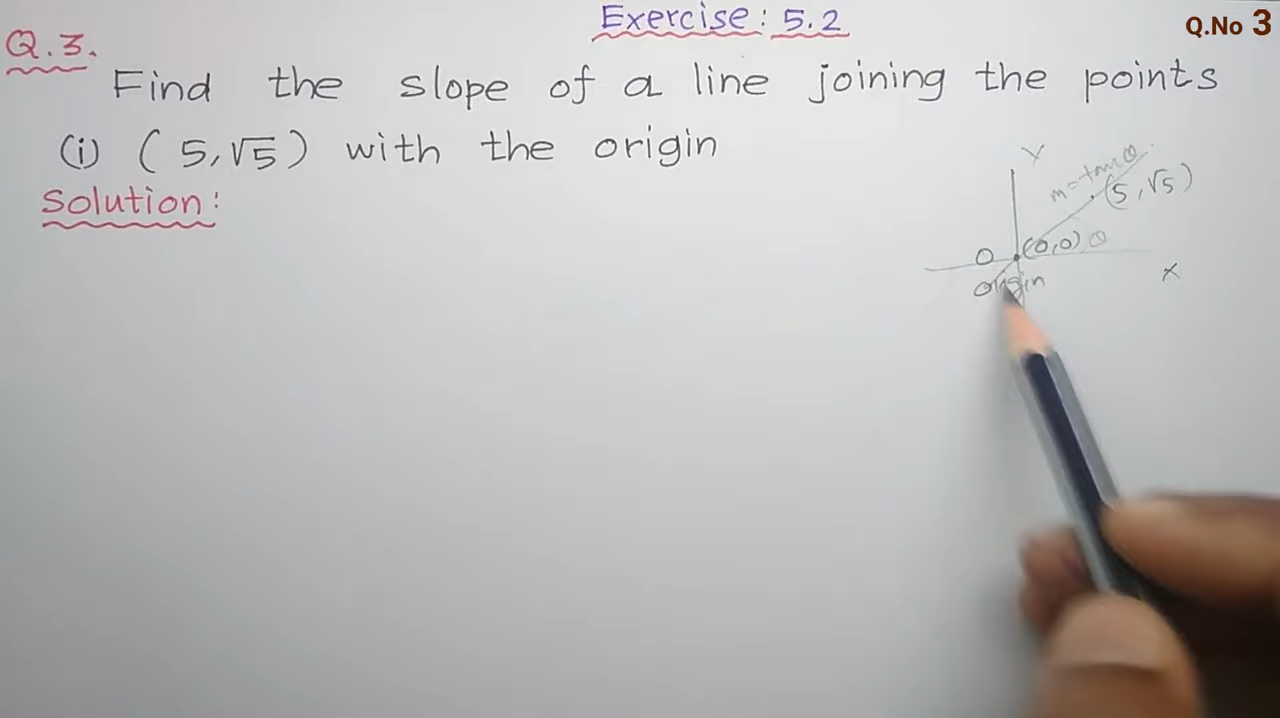 Exercise: 5.2
Q.No 3
Q.3.
Find the slope of a line joining the points
(i) (5,√5) with the origin
Solution:
Y
m=tanθ
(5,√5)
O
(0,0) θ
X
origin